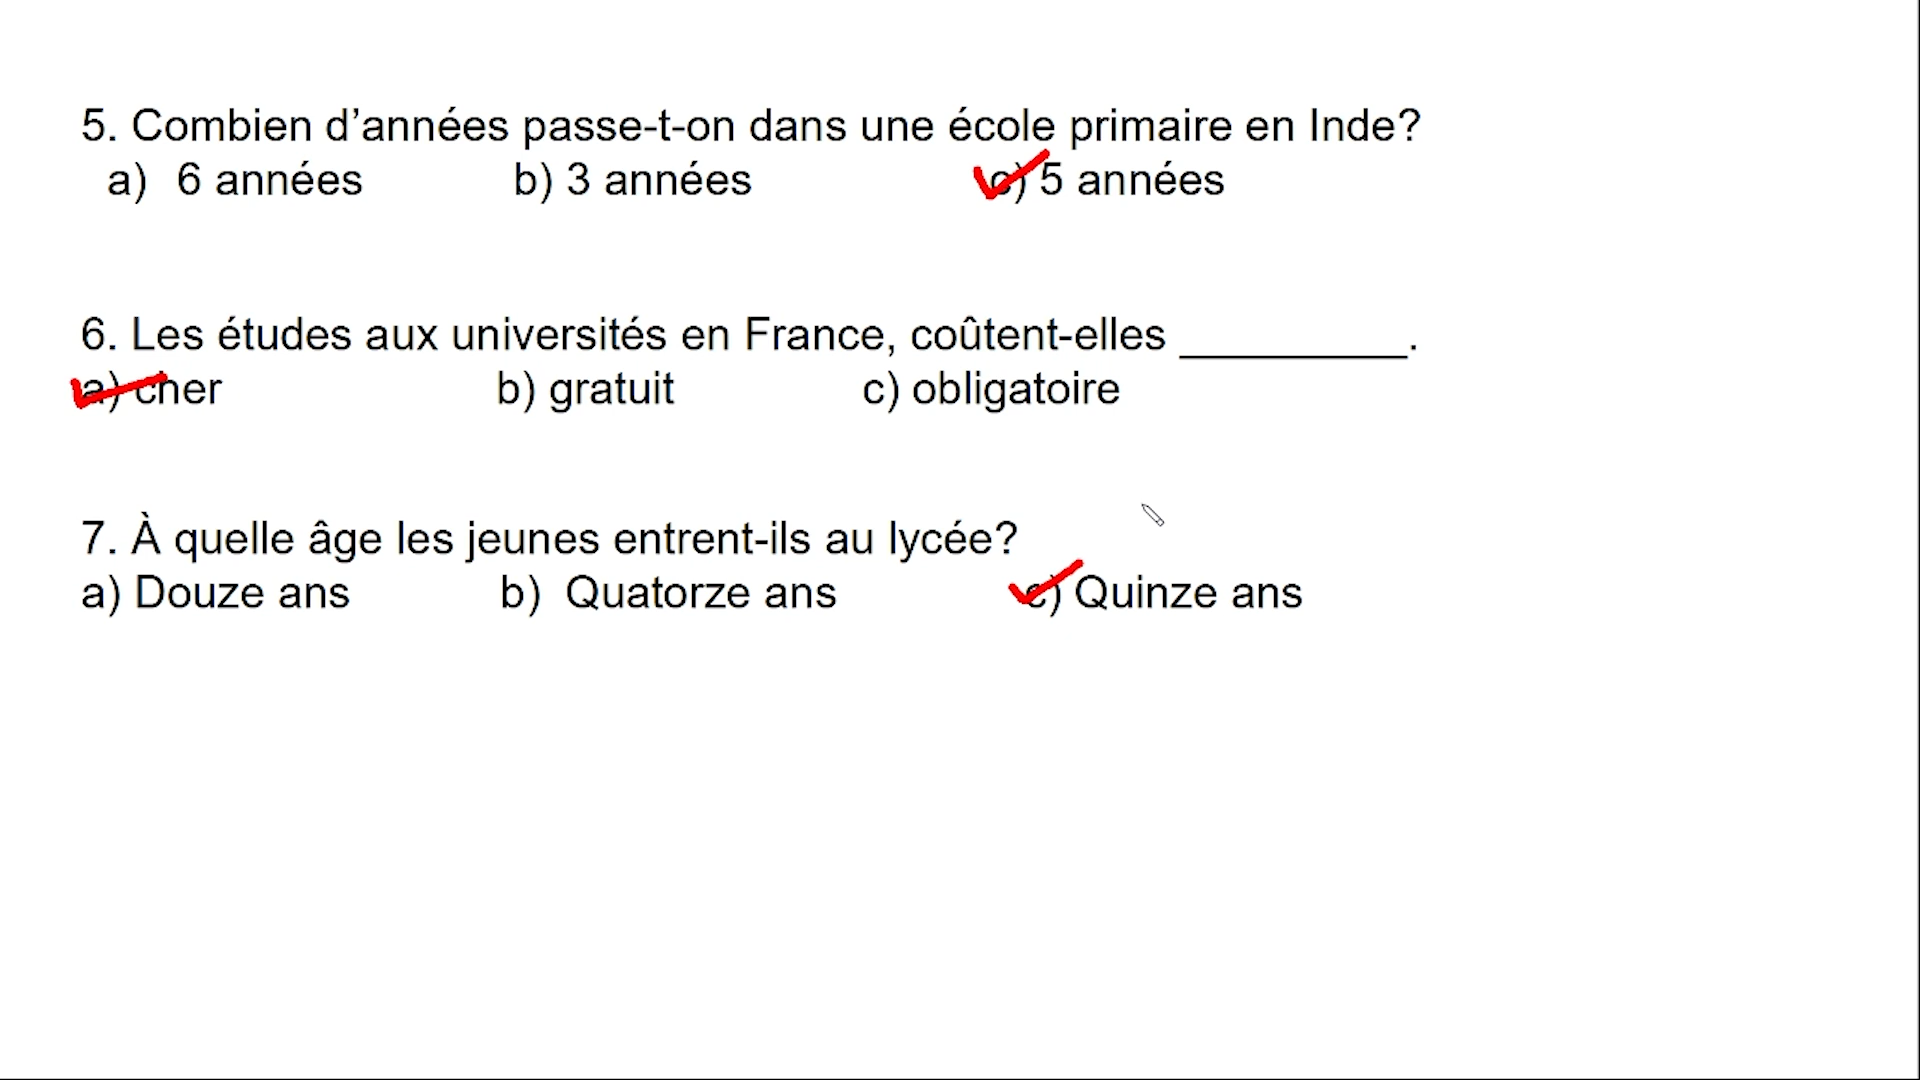 5. Combien d’années passe-t-on dans une école primaire en Inde?
a) 6 années b) 3 années c) 5 années
6. Les études aux universités en France, coûtent-elles _________.
a) cher b) gratuit c) obligatoire
7. À quelle âge les jeunes entrent-ils au lycée?
a) Douze ans b) Quatorze ans c) Quinze ans